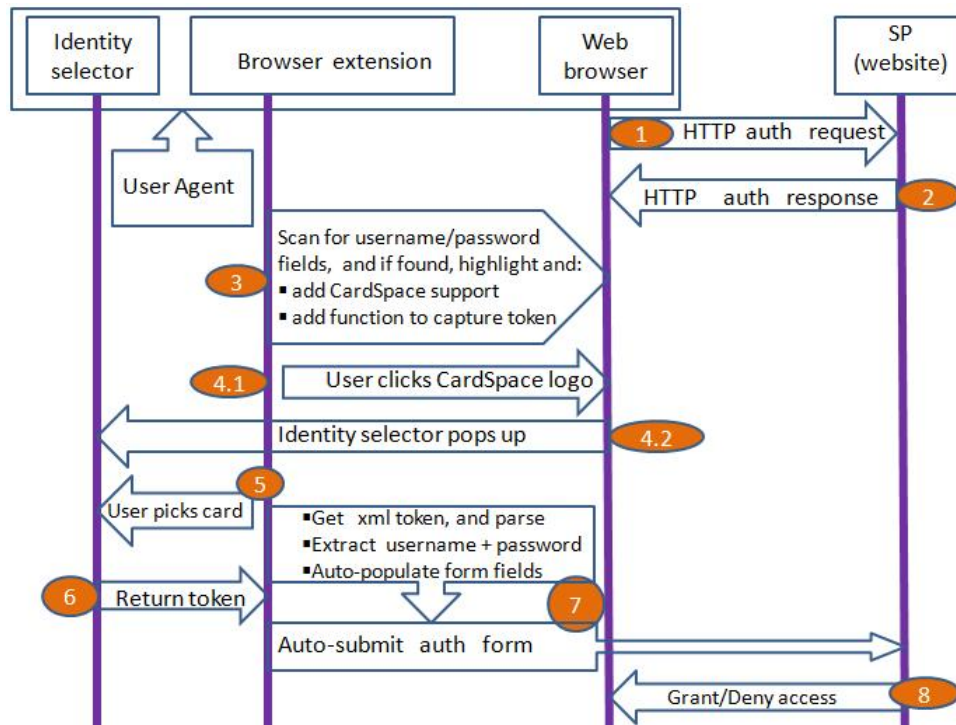 Identity
selector
Browser extension
Web
browser
SP
(website)
1
HTTP auth request
User Agent
HTTP auth response
2
Scan for username/password
fields, and if found, highlight and:
▪ add CardSpace support
▪ add function to capture token
3
4.1
User clicks CardSpace logo
Identity selector pops up
4.2
5
User picks card
▪Get xml token, and parse
▪Extract username + password
▪Auto-populate form fields
6
Return token
7
Auto-submit auth form
Grant/Deny access
8